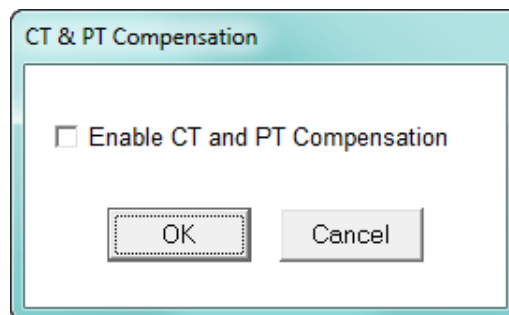 CT & PT Compensation
Enable CT and PT Compensation
OK
Cancel